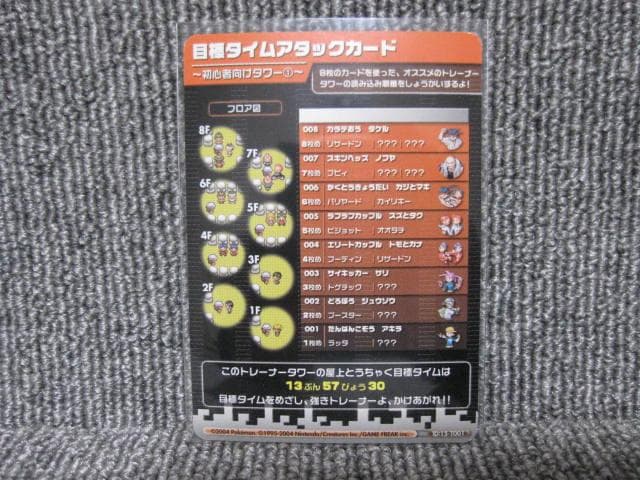 目標タイムアタックカード
〜初心者向けタワー①〜
8枚のカードを使った、オススメのトレーナー
タワーの読み込み順番をしょうかいするよ!
フロア図
8F
7F
6F
5F
4F
3F
2F
1F
008 カラテおう タケル
8枚め リザードン ??? ???
007 スキンヘッズ ノブヤ
7枚め ブビィ ??? ???
006 かくとうきょうだい カジとマキ
6枚め バリヤード カイリキー
005 ラブラブカップル スズとタク
5枚め ピジョット オオタチ
004 エリートカップル トモとカナ
4枚め フーディン リザードン
003 サイキッカー サリ
3枚め トゲチック ???
002 どろぼう ジュウゾウ
2枚め ブースター ???
001 たんぱんこぞう アキラ
1枚め ラッタ ???
このトレーナータワーの屋上とうちゃく目標タイムは
13ぷん57びょう30
目標タイムをめざし、強きトレーナーよ、かけあがれ!!
©2004 Pokémon. ©1995-2004 Nintendo/Creatures inc./GAME FREAK inc.